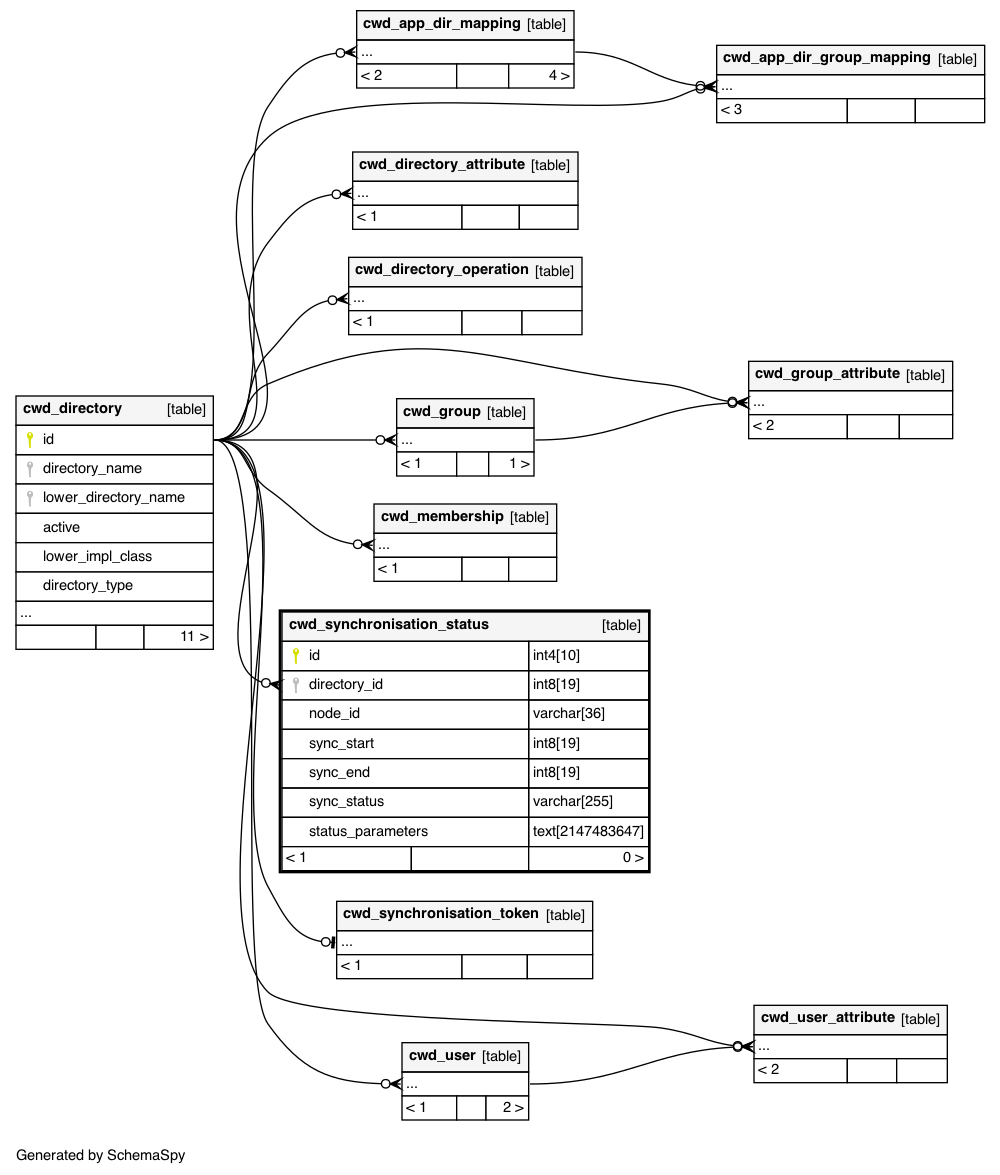 cwd_app_dir_mapping [table]
...
< 2 4 >
cwd_app_dir_group_mapping [table]
...
< 3
cwd_directory_attribute [table]
...
< 1
cwd_directory_operation [table]
...
< 1
cwd_group_attribute [table]
...
< 2
cwd_directory [table]
id
directory_name
lower_directory_name
active
lower_impl_class
directory_type
...
11 >
cwd_group [table]
...
< 1 1 >
cwd_membership [table]
...
< 1
cwd_synchronisation_status [table]
id int4[10]
directory_id int8[19]
node_id varchar[36]
sync_start int8[19]
sync_end int8[19]
sync_status varchar[255]
status_parameters text[2147483647]
< 1 0 >
cwd_synchronisation_token [table]
...
< 1
cwd_user_attribute [table]
...
< 2
cwd_user [table]
...
< 1 2 >
Generated by SchemaSpy